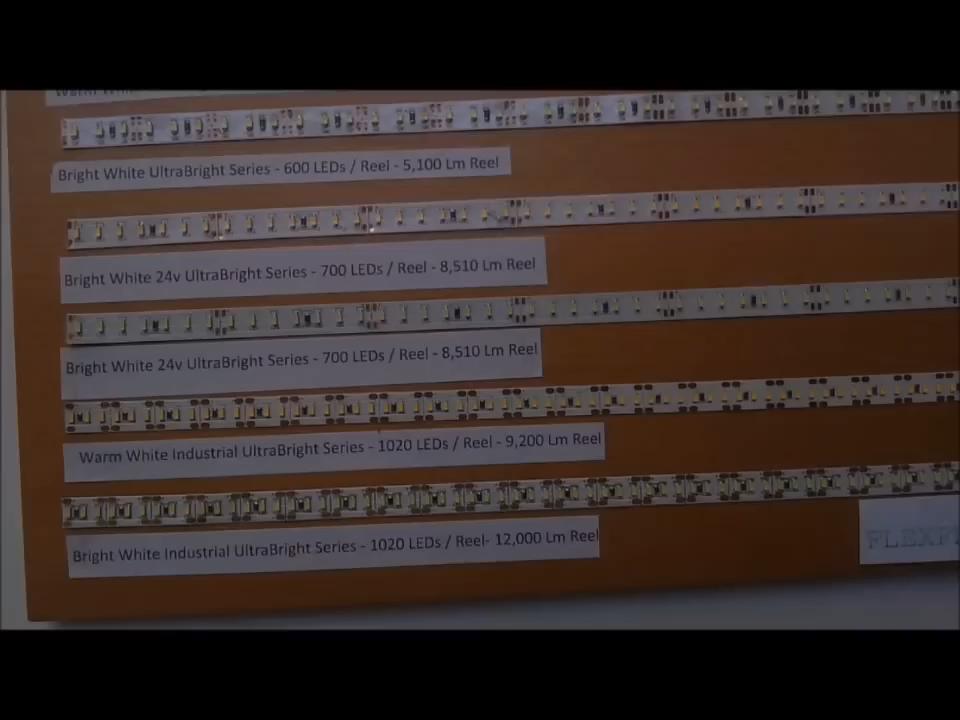 Bright White UltraBright Series - 600 LEDs / Reel - 5,100 Lm Reel
Bright White 24v UltraBright Series - 700 LEDs / Reel - 8,510 Lm Reel
Bright White 24v UltraBright Series - 700 LEDs / Reel - 8,510 Lm Reel
Warm White Industrial UltraBright Series - 1020 LEDs / Reel - 9,200 Lm Reel
Bright White Industrial UltraBright Series - 1020 LEDs / Reel- 12,000 Lm Reel